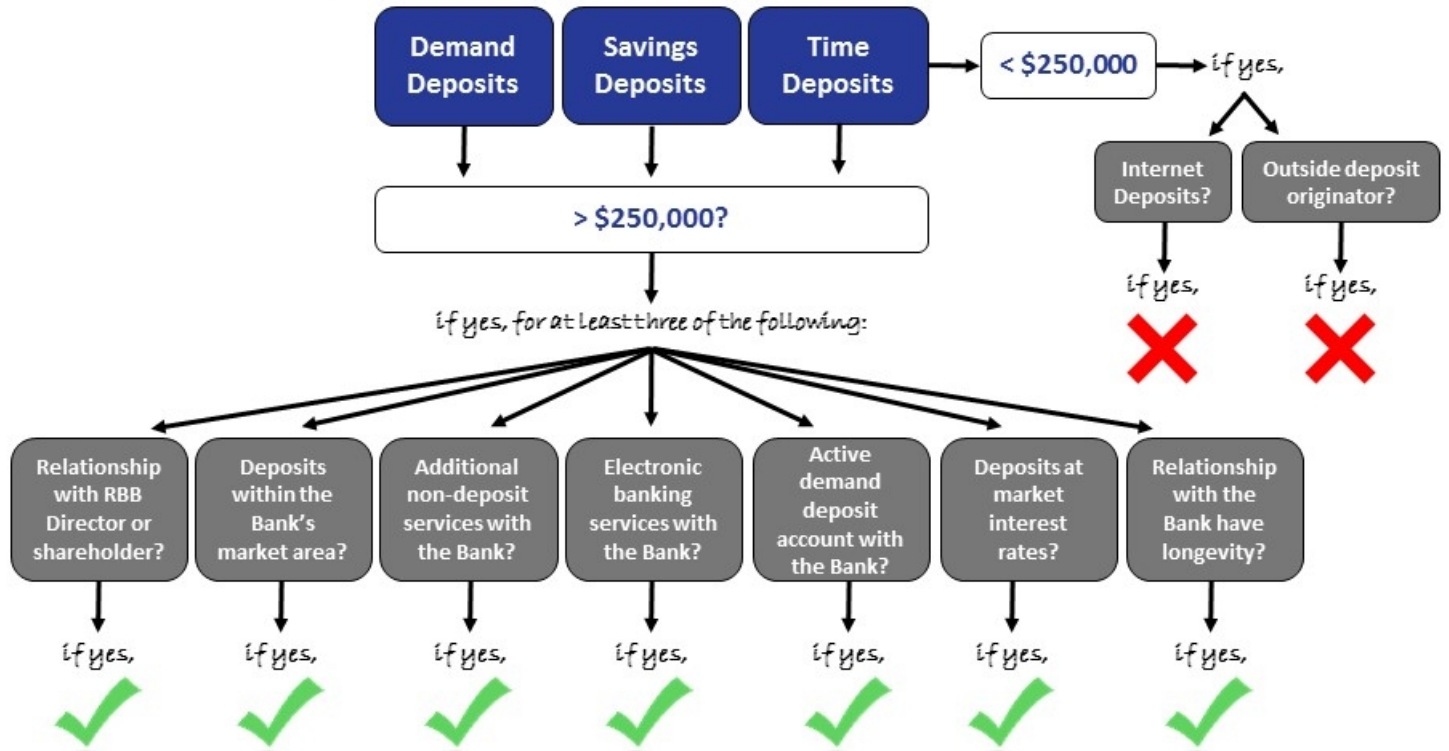 Demand
Deposits
Savings
Deposits
Time
Deposits
< $250,000
if yes,
Internet
Deposits?
Outside deposit
originator?
if yes,
if yes,
> $250,000?
if yes, for at least three of the following:
Relationship
with RBB
Director or
shareholder?
Deposits
within the
Bank's
market area?
Additional
non-deposit
services with
the Bank?
Electronic
banking
services with
the Bank?
Active
demand
deposit
account with
the Bank?
Deposits at
market
interest
rates?
Relationship
with the
Bank have
longevity?
if yes,
if yes,
if yes,
if yes,
if yes,
if yes,
if yes,